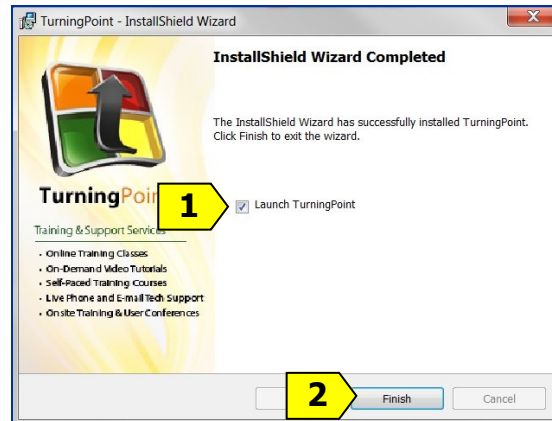 TurningPoint - InstallShield Wizard
InstallShield Wizard Completed
The InstallShield Wizard has successfully installed TurningPoint.
Click Finish to exit the wizard.
1
Launch TurningPoint
Training & Support Services
• Online Training Classes
• On-Demand Video Tutorials
• Self-Paced Training Courses
• Live Phone and E-mail Tech Support
• Onsite Training & User Conferences
2
Finish
Cancel